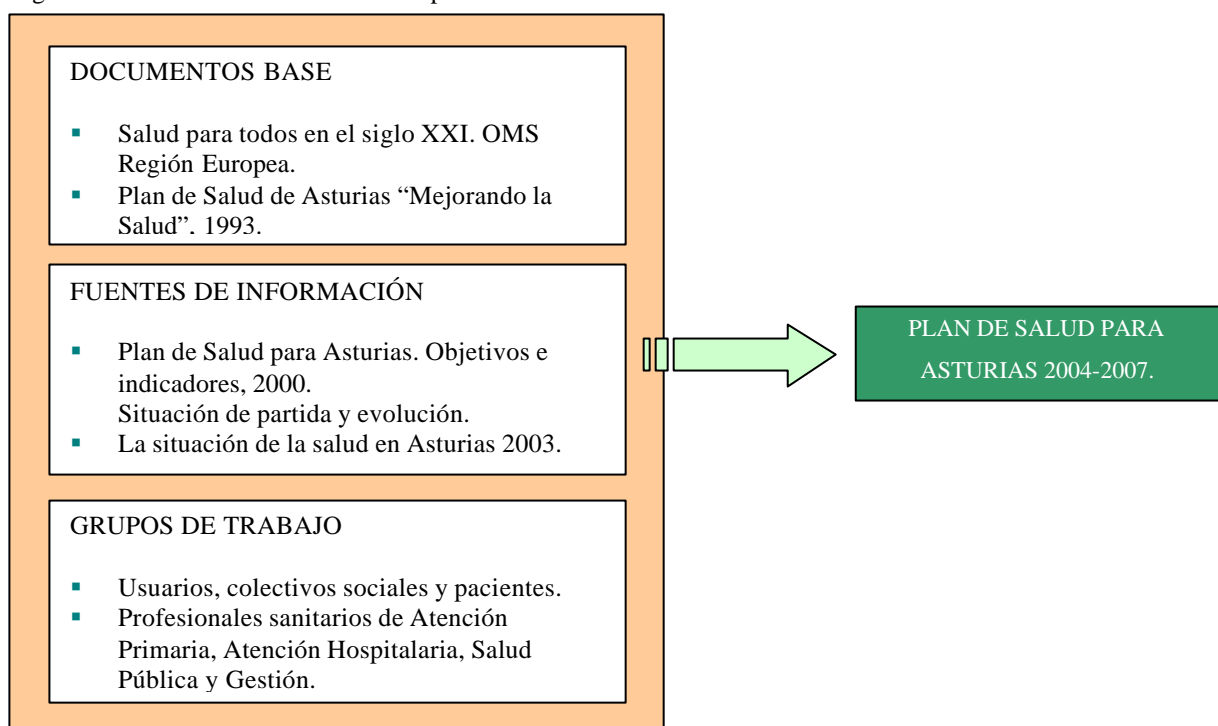 DOCUMENTOS BASE
▪ Salud para todos en el siglo XXI. OMS
Región Europea.
▪ Plan de Salud de Asturias “Mejorando la
Salud”. 1993.
FUENTES DE INFORMACIÓN
▪ Plan de Salud para Asturias. Objetivos e
indicadores, 2000.
Situación de partida y evolución.
▪ La situación de la salud en Asturias 2003.
GRUPOS DE TRABAJO
▪ Usuarios, colectivos sociales y pacientes.
▪ Profesionales sanitarios de Atención
Primaria, Atención Hospitalaria, Salud
Pública y Gestión.
PLAN DE SALUD PARA
ASTURIAS 2004-2007.